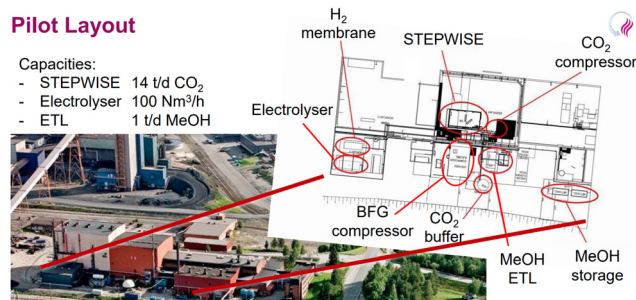 Pilot Layout
Capacities:
- STEPWISE 14 t/d CO₂
- Electrolyser 100 Nm³/h
- ETL 1 t/d MeOH
H₂
membrane
STEPWISE
CO₂
compressor
Electrolyser
BFG
compressor
CO₂
buffer
MeOH
ETL
MeOH
storage